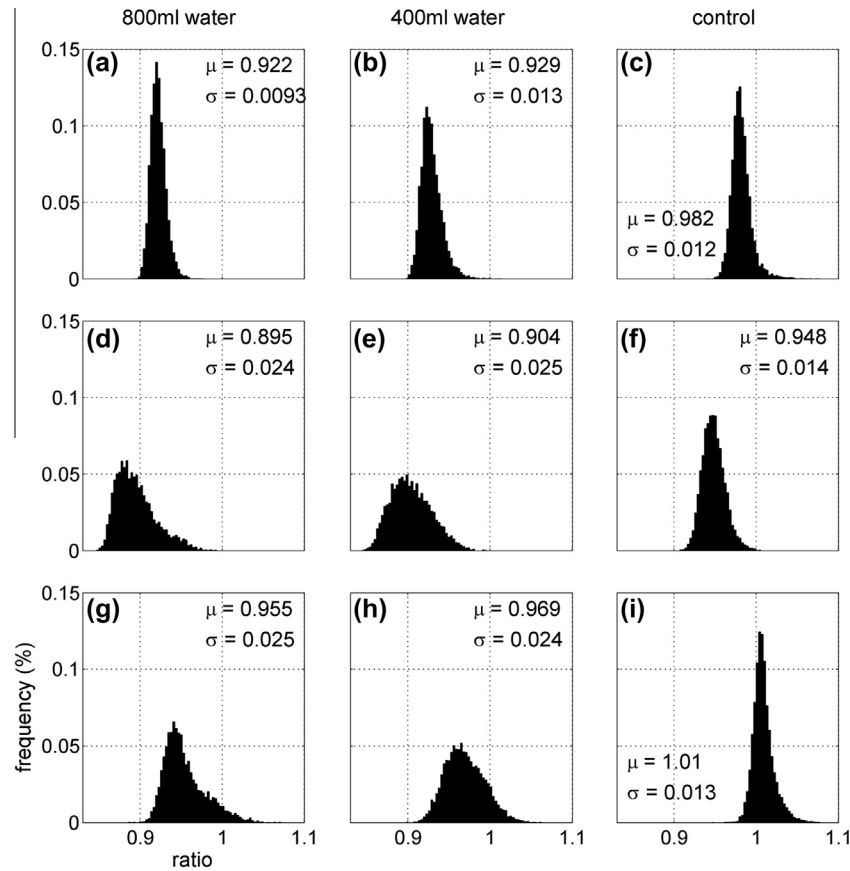 800ml water 400ml water control
0.15
(a) μ = 0.922
σ = 0.0093
(b) μ = 0.929
σ = 0.013
(c)
μ = 0.982
σ = 0.012
0.1
0.05
0
0.15
(d) μ = 0.895
σ = 0.024
(e) μ = 0.904
σ = 0.025
(f) μ = 0.948
σ = 0.014
0.1
0.05
0
0.15
(g) μ = 0.955
σ = 0.025
(h) μ = 0.969
σ = 0.024
(i)
μ = 1.01
σ = 0.013
0.1
0.05
0
frequency (%)
0.9 1 1.1 0.9 1 1.1 0.9 1 1.1
ratio